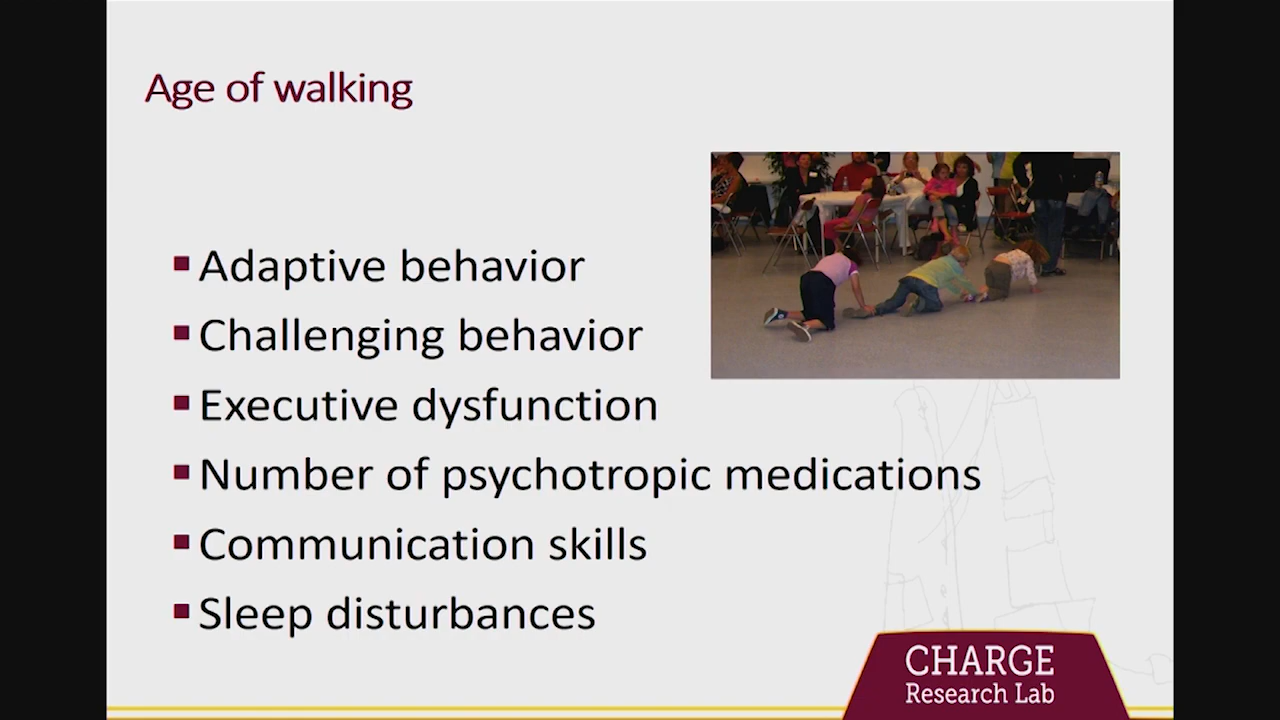 Age of walking
Adaptive behavior
Challenging behavior
Executive dysfunction
Number of psychotropic medications
Communication skills
Sleep disturbances
CHARGE
Research Lab